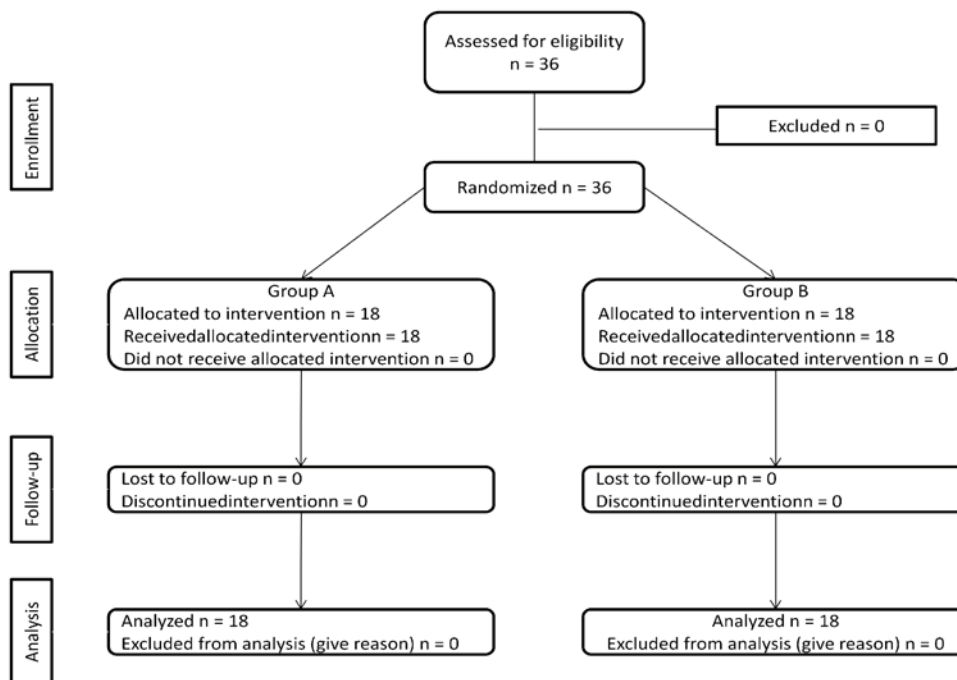 Assessed for eligibility
n = 36
Enrollment
Excluded n = 0
Randomized n = 36
Allocation
Group A
Allocated to intervention n = 18
Receivedallocatedinterventionn = 18
Did not receive allocated intervention n = 0
Group B
Allocated to intervention n = 18
Receivedallocatedinterventionn = 18
Did not receive allocated intervention n = 0
Follow-up
Lost to follow-up n = 0
Discontinuedinterventionn = 0
Lost to follow-up n = 0
Discontinuedinterventionn = 0
Analysis
Analyzed n = 18
Excluded from analysis (give reason) n = 0
Analyzed n = 18
Excluded from analysis (give reason) n = 0